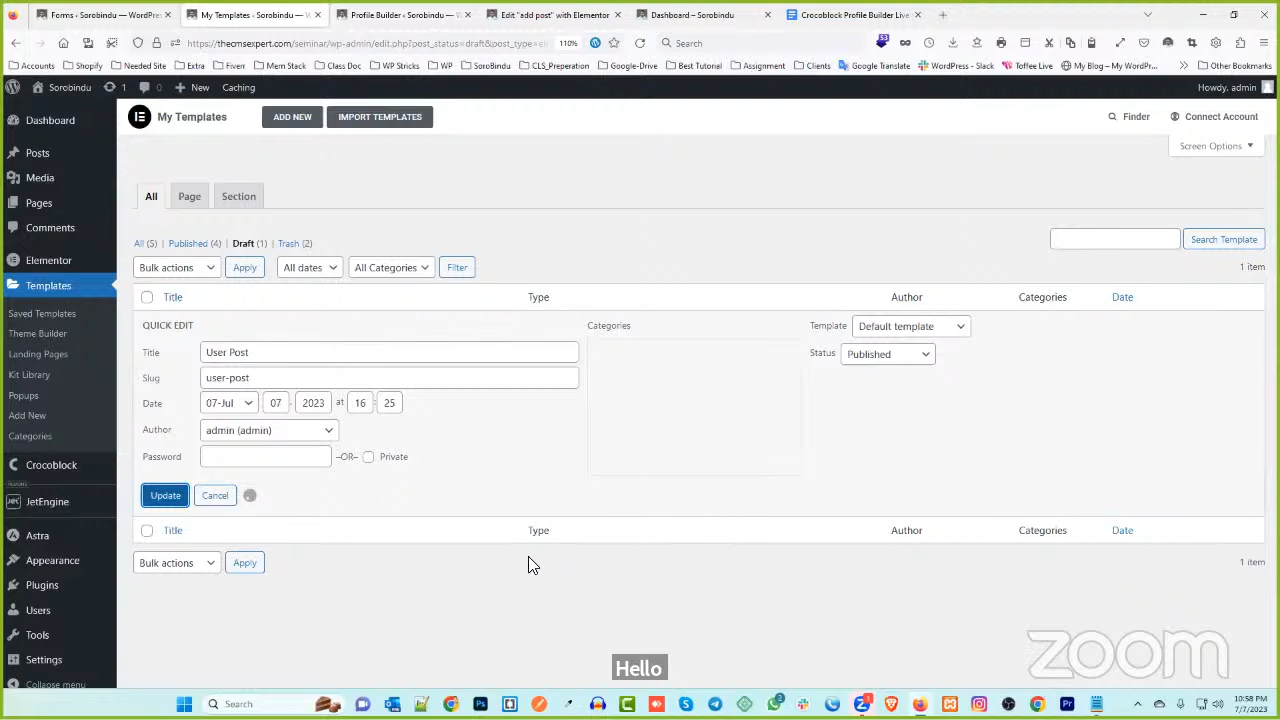 Forms ‹ Sorobindu — WordPr
My Templates ‹ Sorobindu — W
Profile Builder ‹ Sorobindu — W
Edit "add post" with Elementor
Dashboard – Sorobindu
Crocoblock Profile Builder Live
https://thecmsexpert.com/seminar/wp-admin/edit.php?post_status=draft&post_type=el
110%
Search
53
Accounts
Shopify
Needed Site
Extra
Fiverr
Mem Stack
Class Doc
WP Stricks
WP
SoroBindu
CLS_Preperation
Google-Drive
Best Tutorial
Assignment
Clients
Google Translate
WordPress - Slack
Toffee Live
My Blog – My WordPr...
Other Bookmarks
Sorobindu
1
0
New
Caching
Howdy, admin
My Templates
ADD NEW
IMPORT TEMPLATES
Finder
Connect Account
Screen Options
Dashboard
Posts
Media
Pages
Comments
Elementor
Templates
Saved Templates
Theme Builder
Landing Pages
Kit Library
Popups
Add New
Categories
Crocoblock
JetEngine
Astra
Appearance
Plugins
Users
Tools
Settings
Collapse menu
All
Page
Section
All (5) | Published (4) | Draft (1) | Trash (2)
Search Template
Bulk actions
Apply
All dates
All Categories
Filter
1 item
Title
Type
Author
Categories
Date
QUICK EDIT
Title
User Post
Slug
user-post
Date
07-Jul
07
, 2023 at 16 : 25
Author
admin (admin)
Password
–OR–
Private
Categories
Template
Default template
Status
Published
Update
Cancel
Title
Type
Author
Categories
Date
Bulk actions
Apply
1 item
zoom
Hello
Search
2
1
10:58 PM
7/7/2023